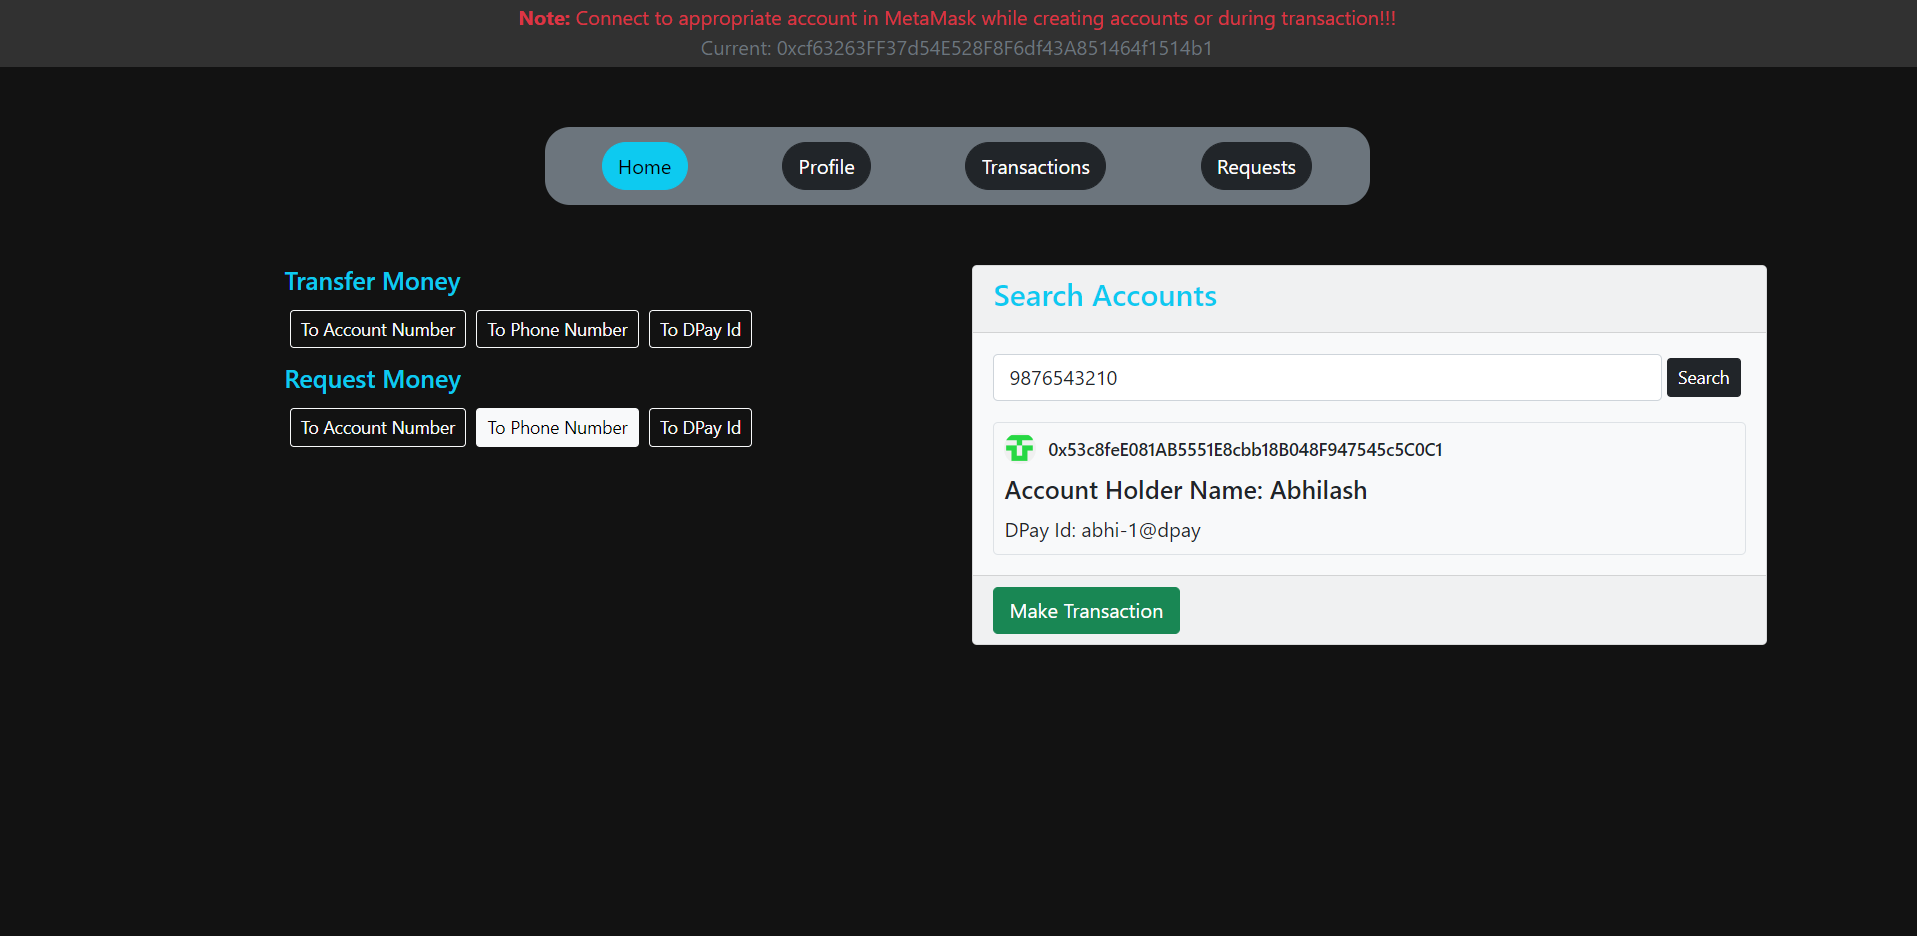 Note: Connect to appropriate account in MetaMask while creating accounts or during transaction!!!
Current: 0xcf63263FF37d54E528F8F6df43A851464f1514b1
Home Profile Transactions Requests
Transfer Money
To Account Number To Phone Number To DPay Id
Request Money
To Account Number To Phone Number To DPay Id
Search Accounts
9876543210 Search
0x53c8feE081AB5551E8cbb18B048F947545c5C0C1
Account Holder Name: Abhilash
DPay Id: abhi-1@dpay
Make Transaction